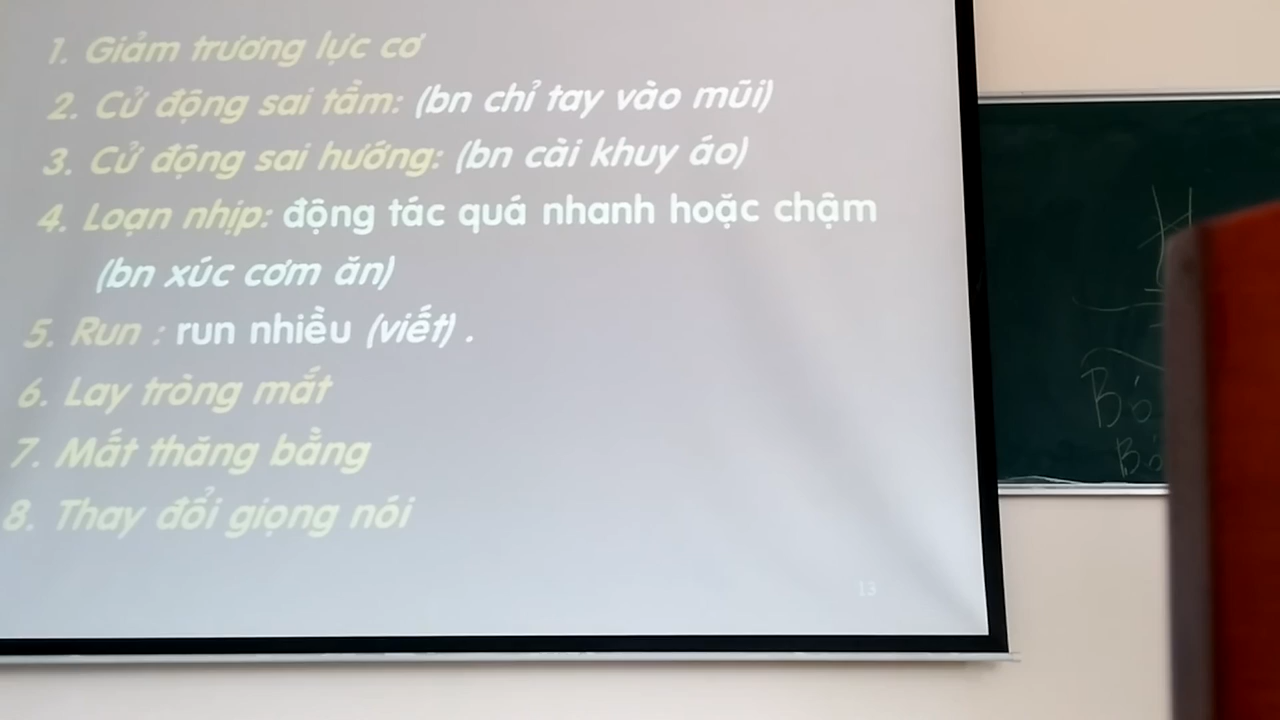 1. Giảm trương lực cơ
2. Cử động sai tầm: (bn chỉ tay vào mũi)
3. Cử động sai hướng: (bn cài khuy áo)
4. Loạn nhịp: động tác quá nhanh hoặc chậm
(bn xúc cơm ăn)
5. Run : run nhiều (viết) .
6. Lay tròng mắt
7. Mất thăng bằng
8. Thay đổi giọng nói
13